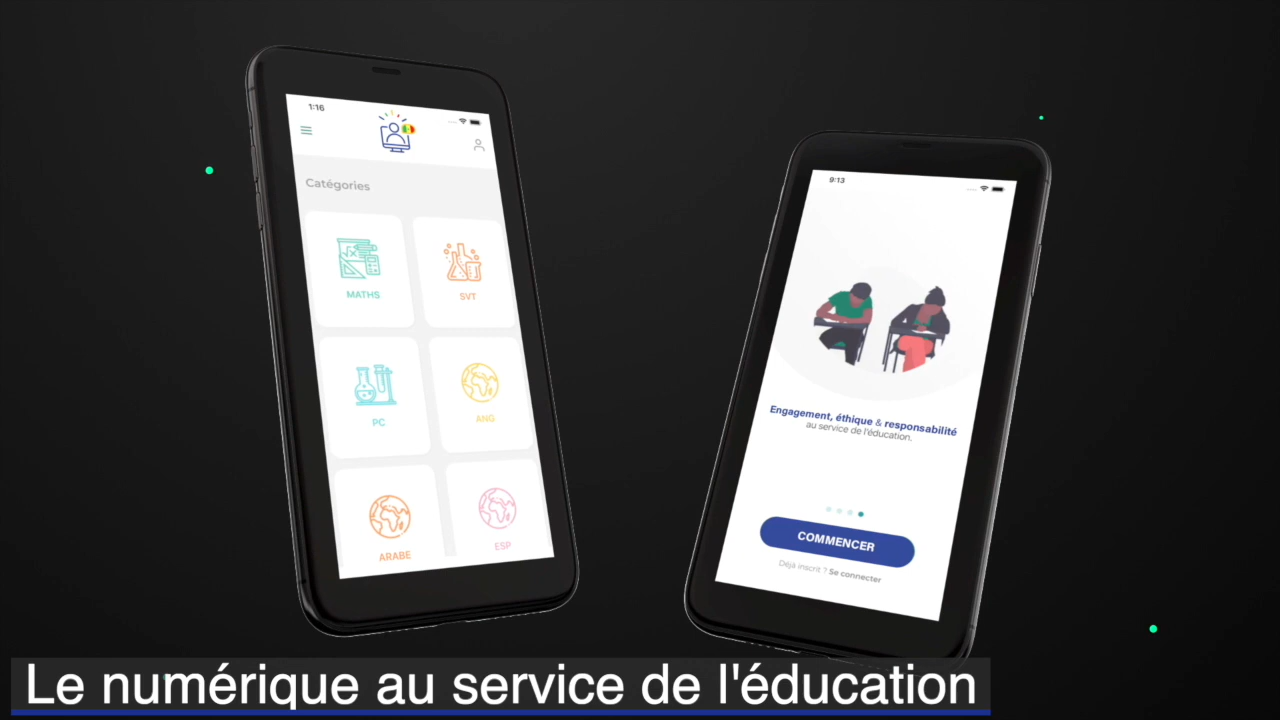 1:16
Catégories
MATHS
SVT
PC
ANG
ARABE
ESP
9:13
Engagement, éthique & responsabilité
au service de l'éducation.
COMMENCER
Déjà inscrit ? Se connecter
Le numérique au service de l'éducation